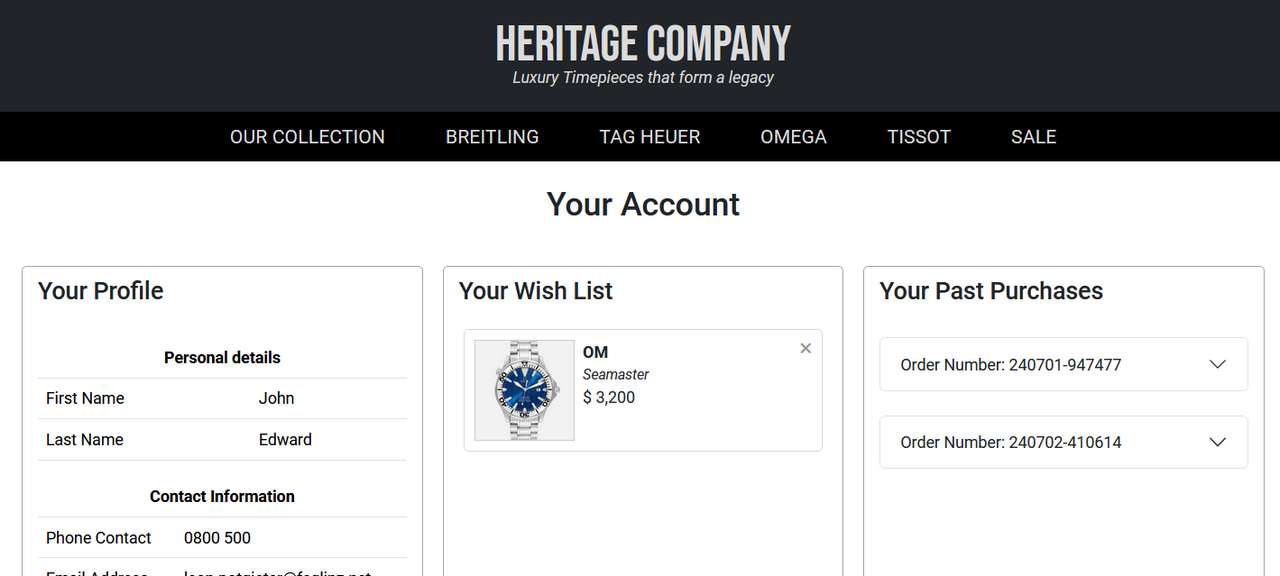 HERITAGE COMPANY
Luxury Timepieces that form a legacy
OUR COLLECTION BREITLING TAG HEUER OMEGA TISSOT SALE
Your Account
Your Profile
Personal details
First Name John
Last Name Edward
Contact Information
Phone Contact 0800 500
Email Address
Your Wish List
OM
Seamaster
$ 3,200
Your Past Purchases
Order Number: 240701-947477
Order Number: 240702-410614